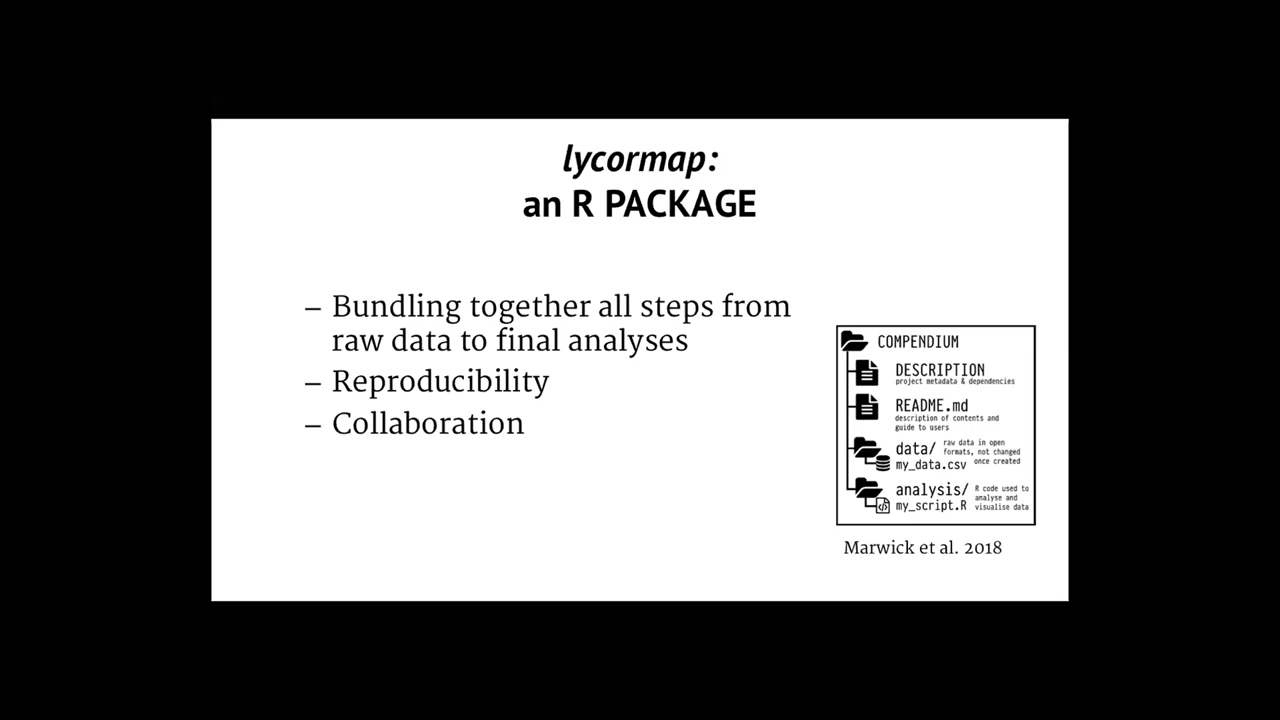 lycormap:
an R PACKAGE
– Bundling together all steps from
raw data to final analyses
– Reproducibility
– Collaboration
COMPENDIUM
DESCRIPTION
project metadata & dependencies
README.md
description of contents and
guide to users
data/
my_data.csv
raw data in open
formats, not changed
once created
analysis/
my_script.R
R code used to
analyse and
visualise data
Marwick et al. 2018